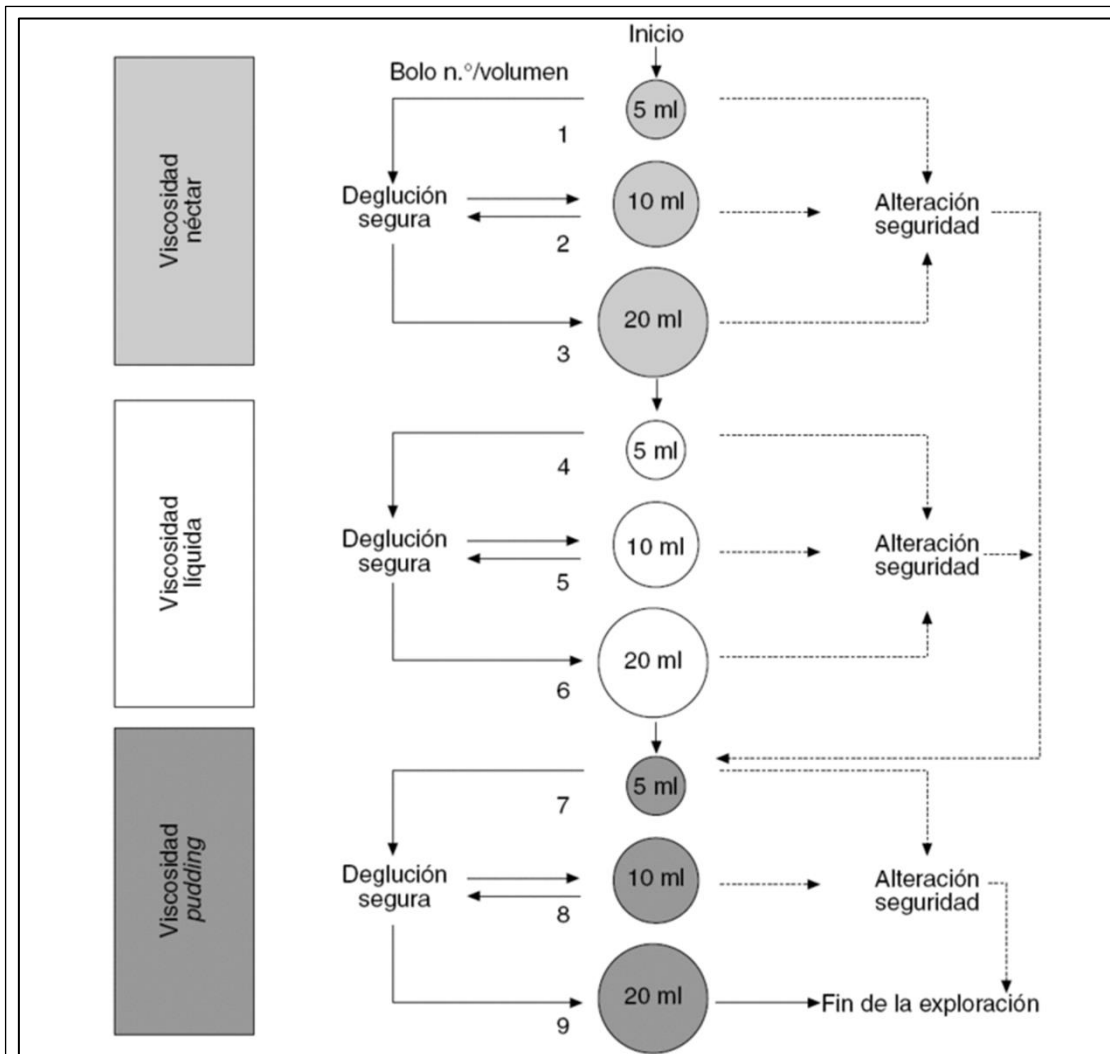 Inicio
Bolo n.°/volumen
5 ml
1
Viscosidad
néctar
Deglución
segura
10 ml
Alteración
seguridad
2
20 ml
3
5 ml
4
Viscosidad
líquida
Deglución
segura
10 ml
Alteración
seguridad
5
20 ml
6
5 ml
7
Viscosidad
pudding
Deglución
segura
10 ml
Alteración
seguridad
8
20 ml
Fin de la exploración
9